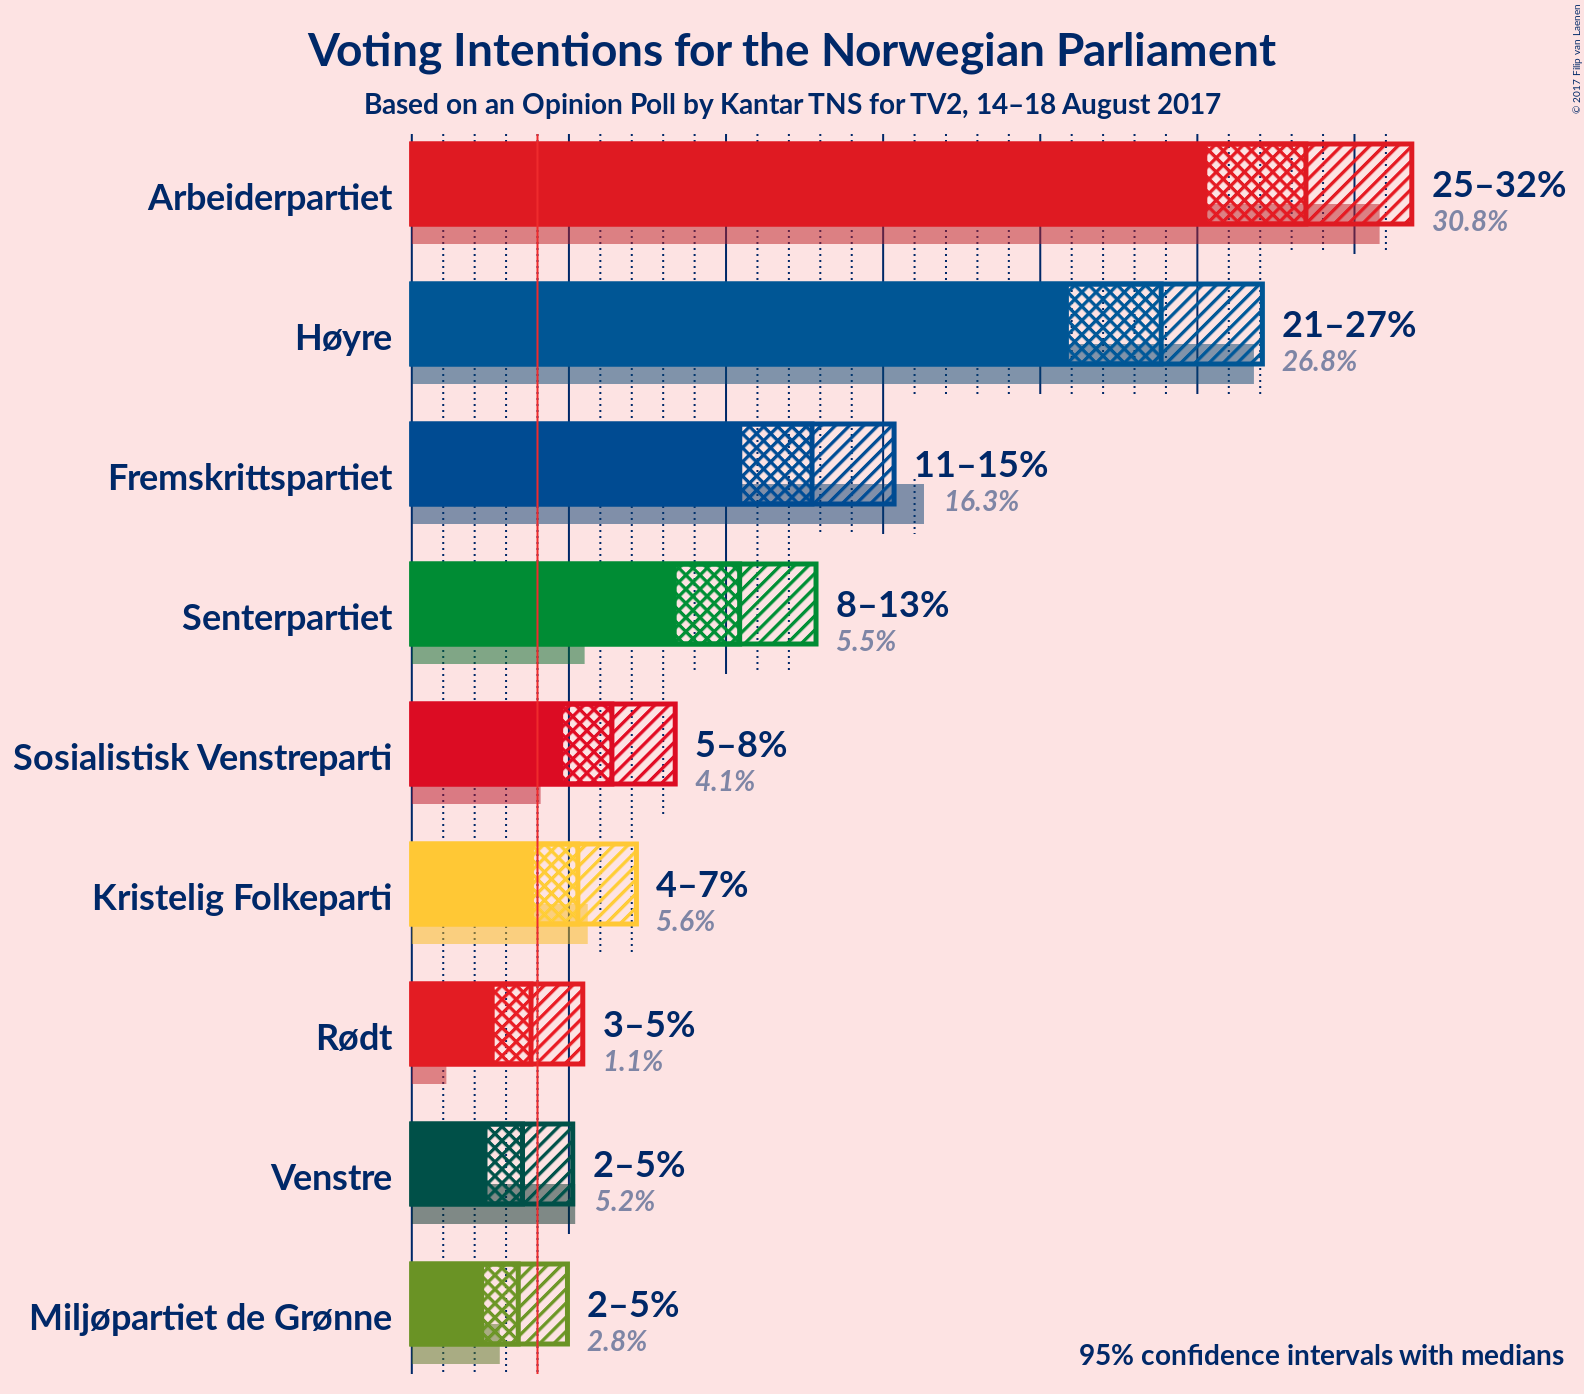 Voting Intentions for the Norwegian Parliament
Based on an Opinion Poll by Kantar TNS for TV2, 14–18 August 2017
© 2017 Filip van Laenen
Arbeiderpartiet
25–32%
30.8%
Høyre
21–27%
26.8%
Fremskrittspartiet
11–15%
16.3%
Senterpartiet
8–13%
5.5%
Sosialistisk Venstreparti
5–8%
4.1%
Kristelig Folkeparti
4–7%
5.6%
Rødt
3–5%
1.1%
Venstre
2–5%
5.2%
Miljøpartiet de Grønne
2–5%
2.8%
95% confidence intervals with medians